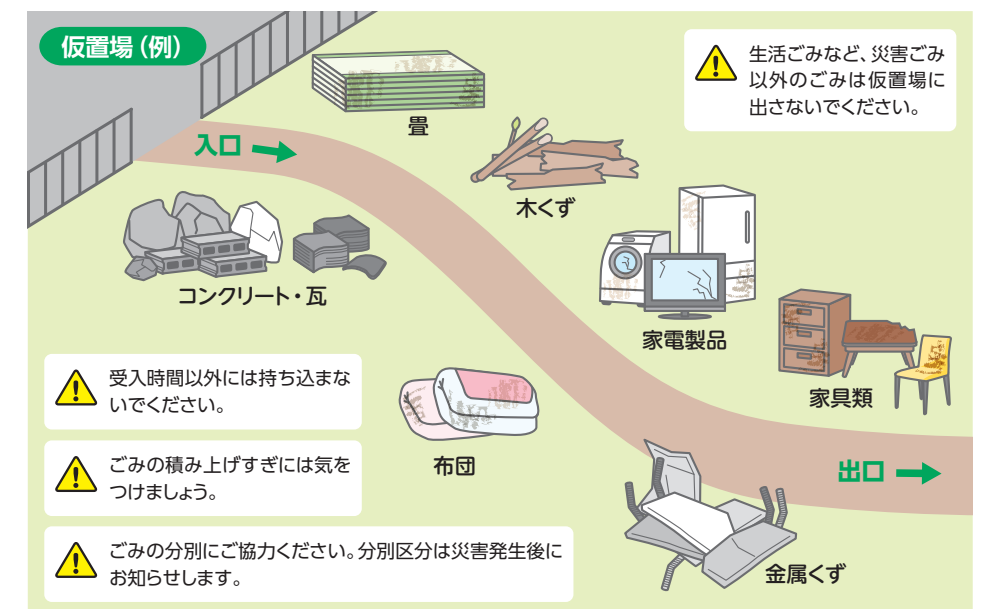 仮置場（例）
生活ごみなど、災害ごみ
以外のごみは仮置場に
出さないでください。
畳
入口
木くず
コンクリート・瓦
家電製品
家具類
受入時間以外には持ち込まな
いでください。
布団
ごみの積み上げすぎには気を
つけましょう。
出口
ごみの分別にご協力ください。分別区分は災害発生後に
お知らせします。
金属くず